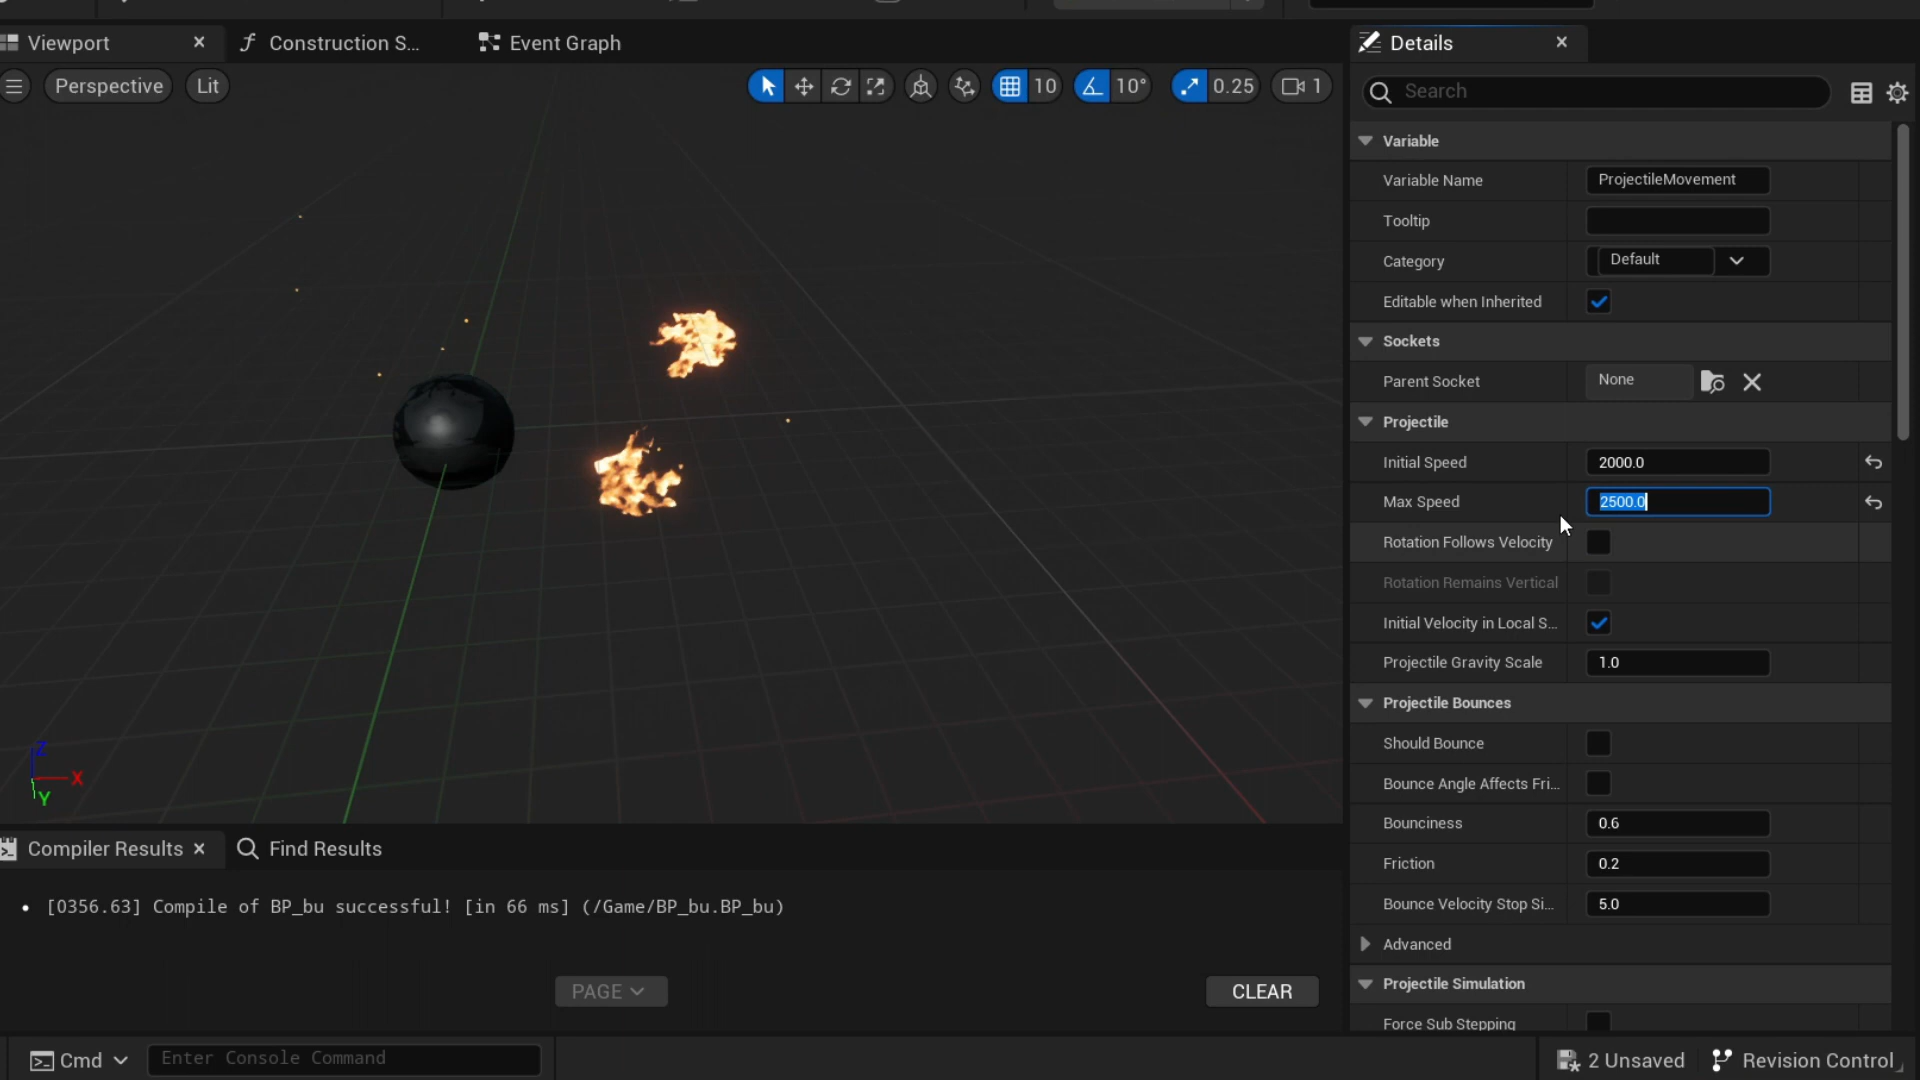 Viewport
Construction S...
Event Graph
Details
Perspective
Lit
10
10°
0.25
1
Search
Variable
Variable Name
ProjectileMovement
Tooltip
Category
Default
Editable when Inherited
Sockets
Parent Socket
None
Projectile
Initial Speed
2000.0
Max Speed
2500.0
Rotation Follows Velocity
Rotation Remains Vertical
Initial Velocity in Local S...
Projectile Gravity Scale
1.0
Projectile Bounces
Should Bounce
Bounce Angle Affects Fri...
Bounciness
0.6
Friction
0.2
Bounce Velocity Stop Si...
5.0
Advanced
Projectile Simulation
Force Sub Stepping
Z
X
Y
Compiler Results
Find Results
• [0356.63] Compile of BP_bu successful! [in 66 ms] (/Game/BP_bu.BP_bu)
PAGE
CLEAR
Cmd
Enter Console Command
2 Unsaved
Revision Control